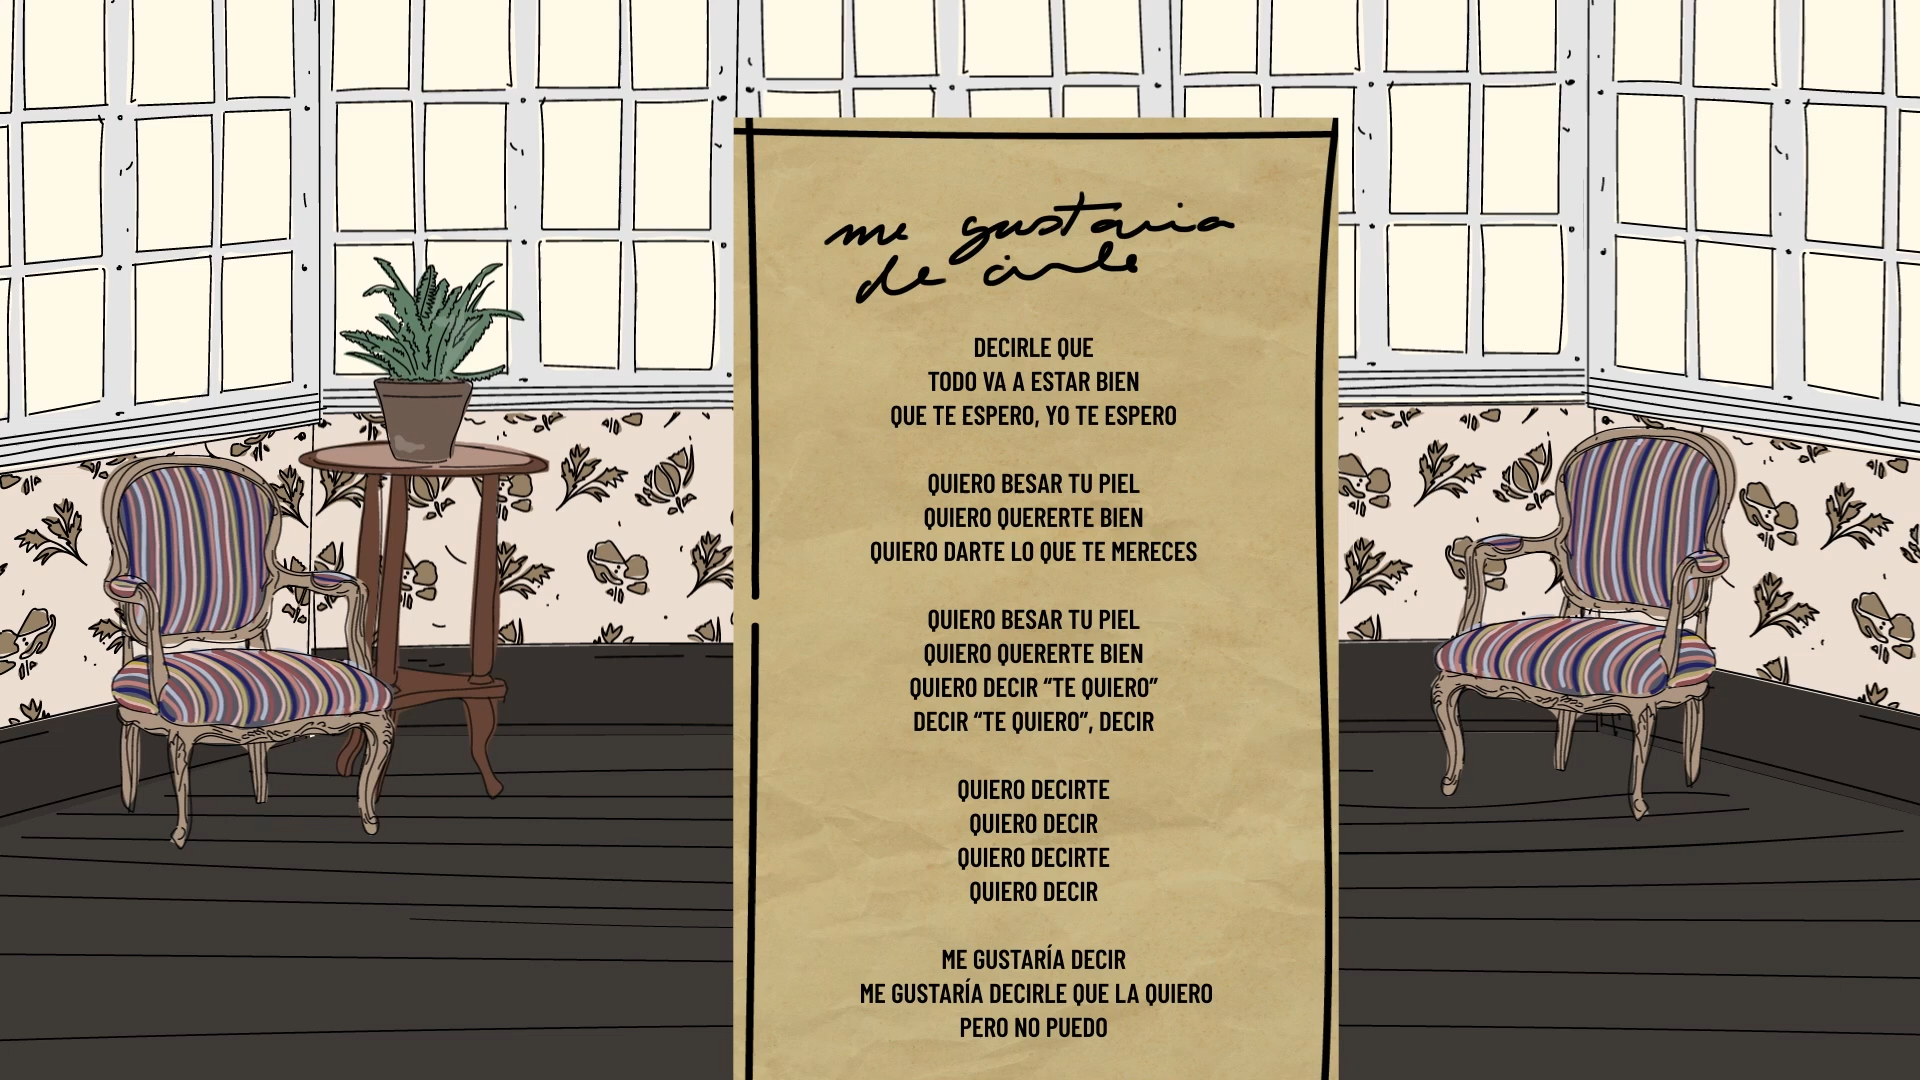 me gustaria
decirle
DECIRLE QUE
TODO VA A ESTAR BIEN
QUE TE ESPERO, YO TE ESPERO
QUIERO BESAR TU PIEL
QUIERO QUERERTE BIEN
QUIERO DARTE LO QUE TE MERECES
QUIERO BESAR TU PIEL
QUIERO QUERERTE BIEN
QUIERO DECIR “TE QUIERO”
DECIR “TE QUIERO”, DECIR
QUIERO DECIRTE
QUIERO DECIR
QUIERO DECIRTE
QUIERO DECIR
ME GUSTARÍA DECIR
ME GUSTARÍA DECIRLE QUE LA QUIERO
PERO NO PUEDO